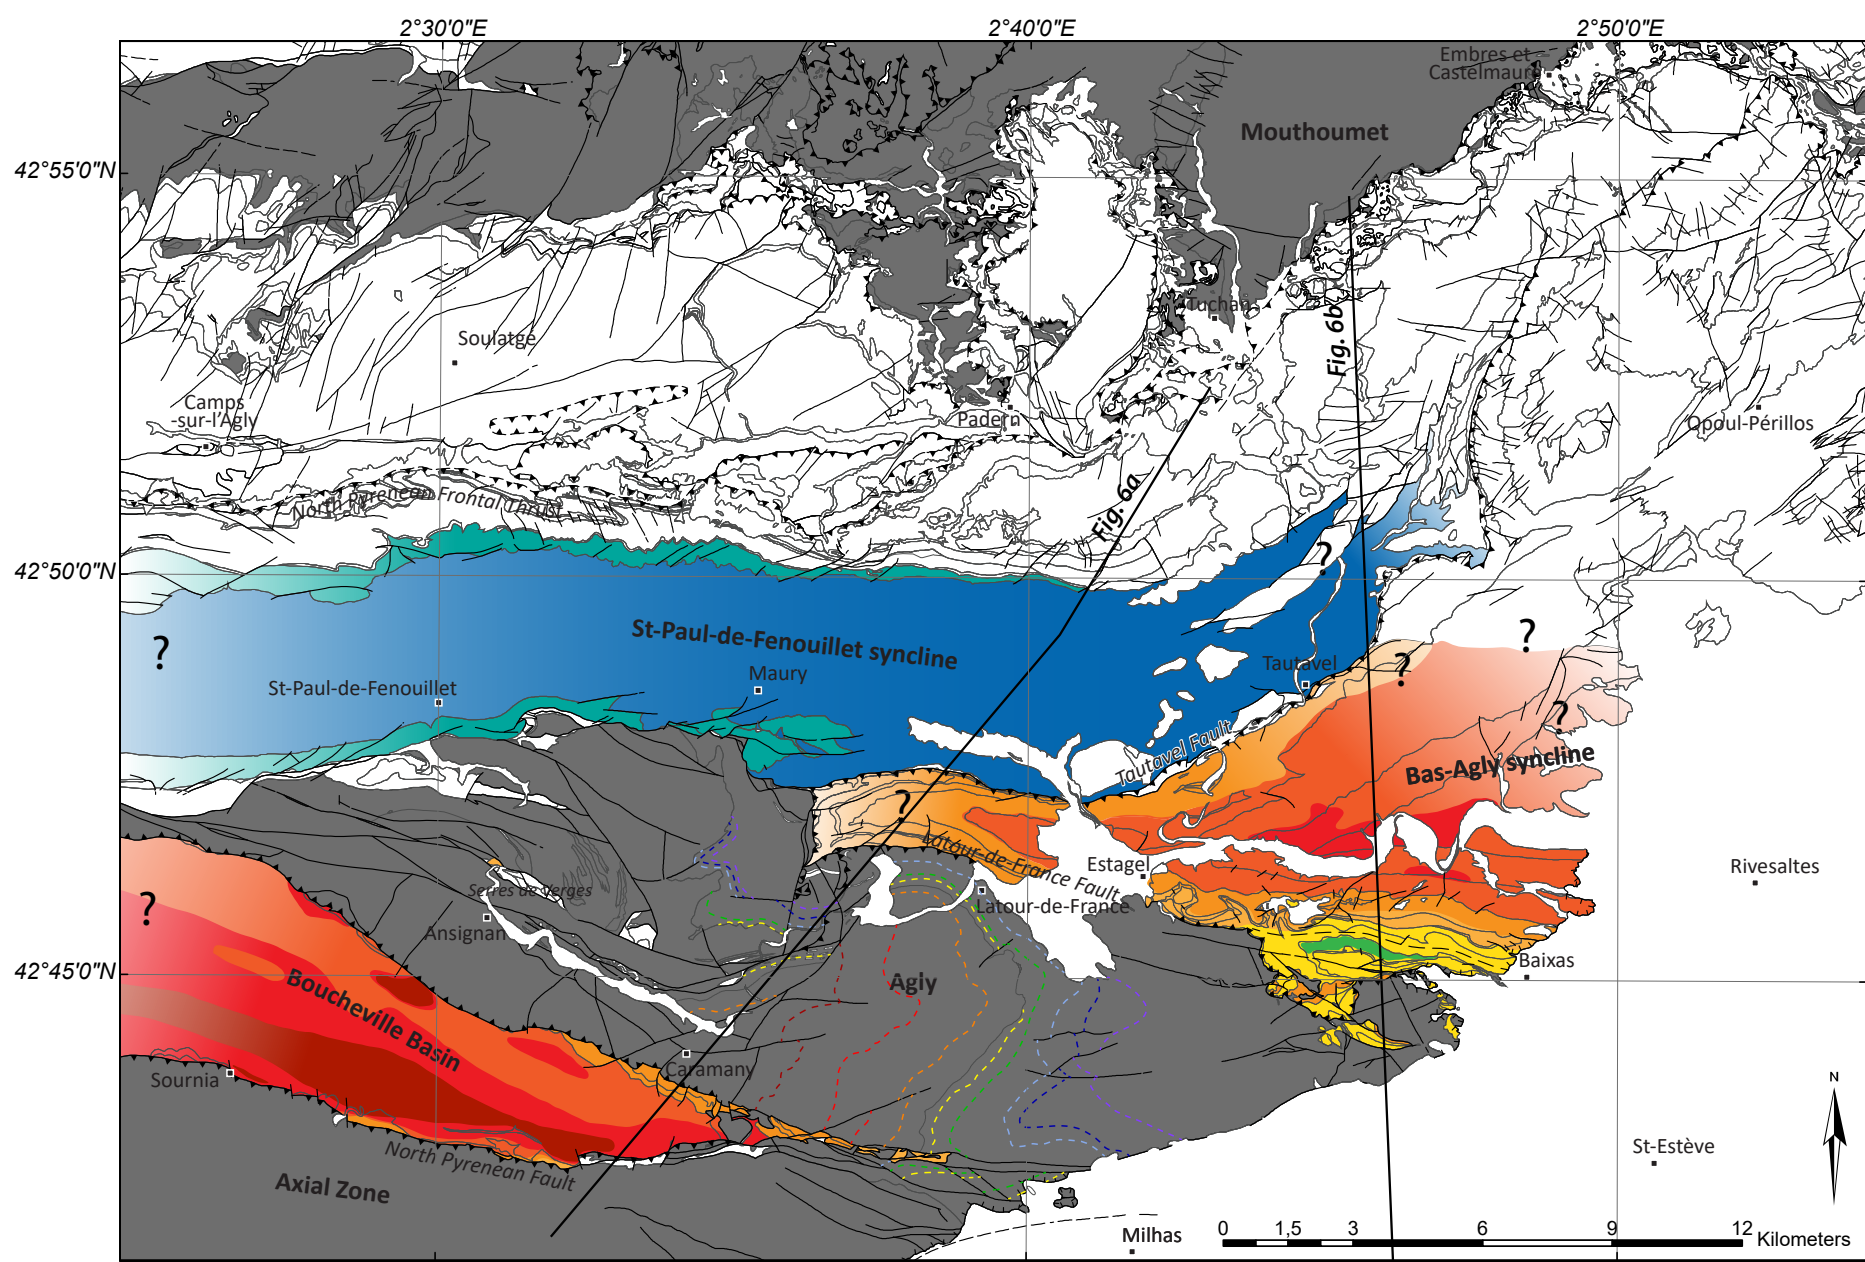 2°30'0"E
2°40'0"E
2°50'0"E
Embres et
Castelmaure
Mouthoumet
42°55'0"N
Tuchan
Fig. 6b
Soulatgé
Camps
-sur-l'Agly
Padern
Opoul-Périllos
North Pyrenean Frontal Thrust
Fig. 6a
?
42°50'0"N
?
St-Paul-de-Fenouillet syncline
?
?
Tautavel
Maury
St-Paul-de-Fenouillet
?
Tautavel Fault
Bas-Agly syncline
?
Latour-de-France Fault
Estagel
Rivesaltes
Serres de Verges
Latour-de-France
?
Ansignan
Baixas
42°45'0"N
Agly
Boucheville Basin
Caramany
Sournia
N
North Pyrenean Fault
St-Estève
Axial Zone
Milhas
0 1,5 3 6 9 12
Kilometers